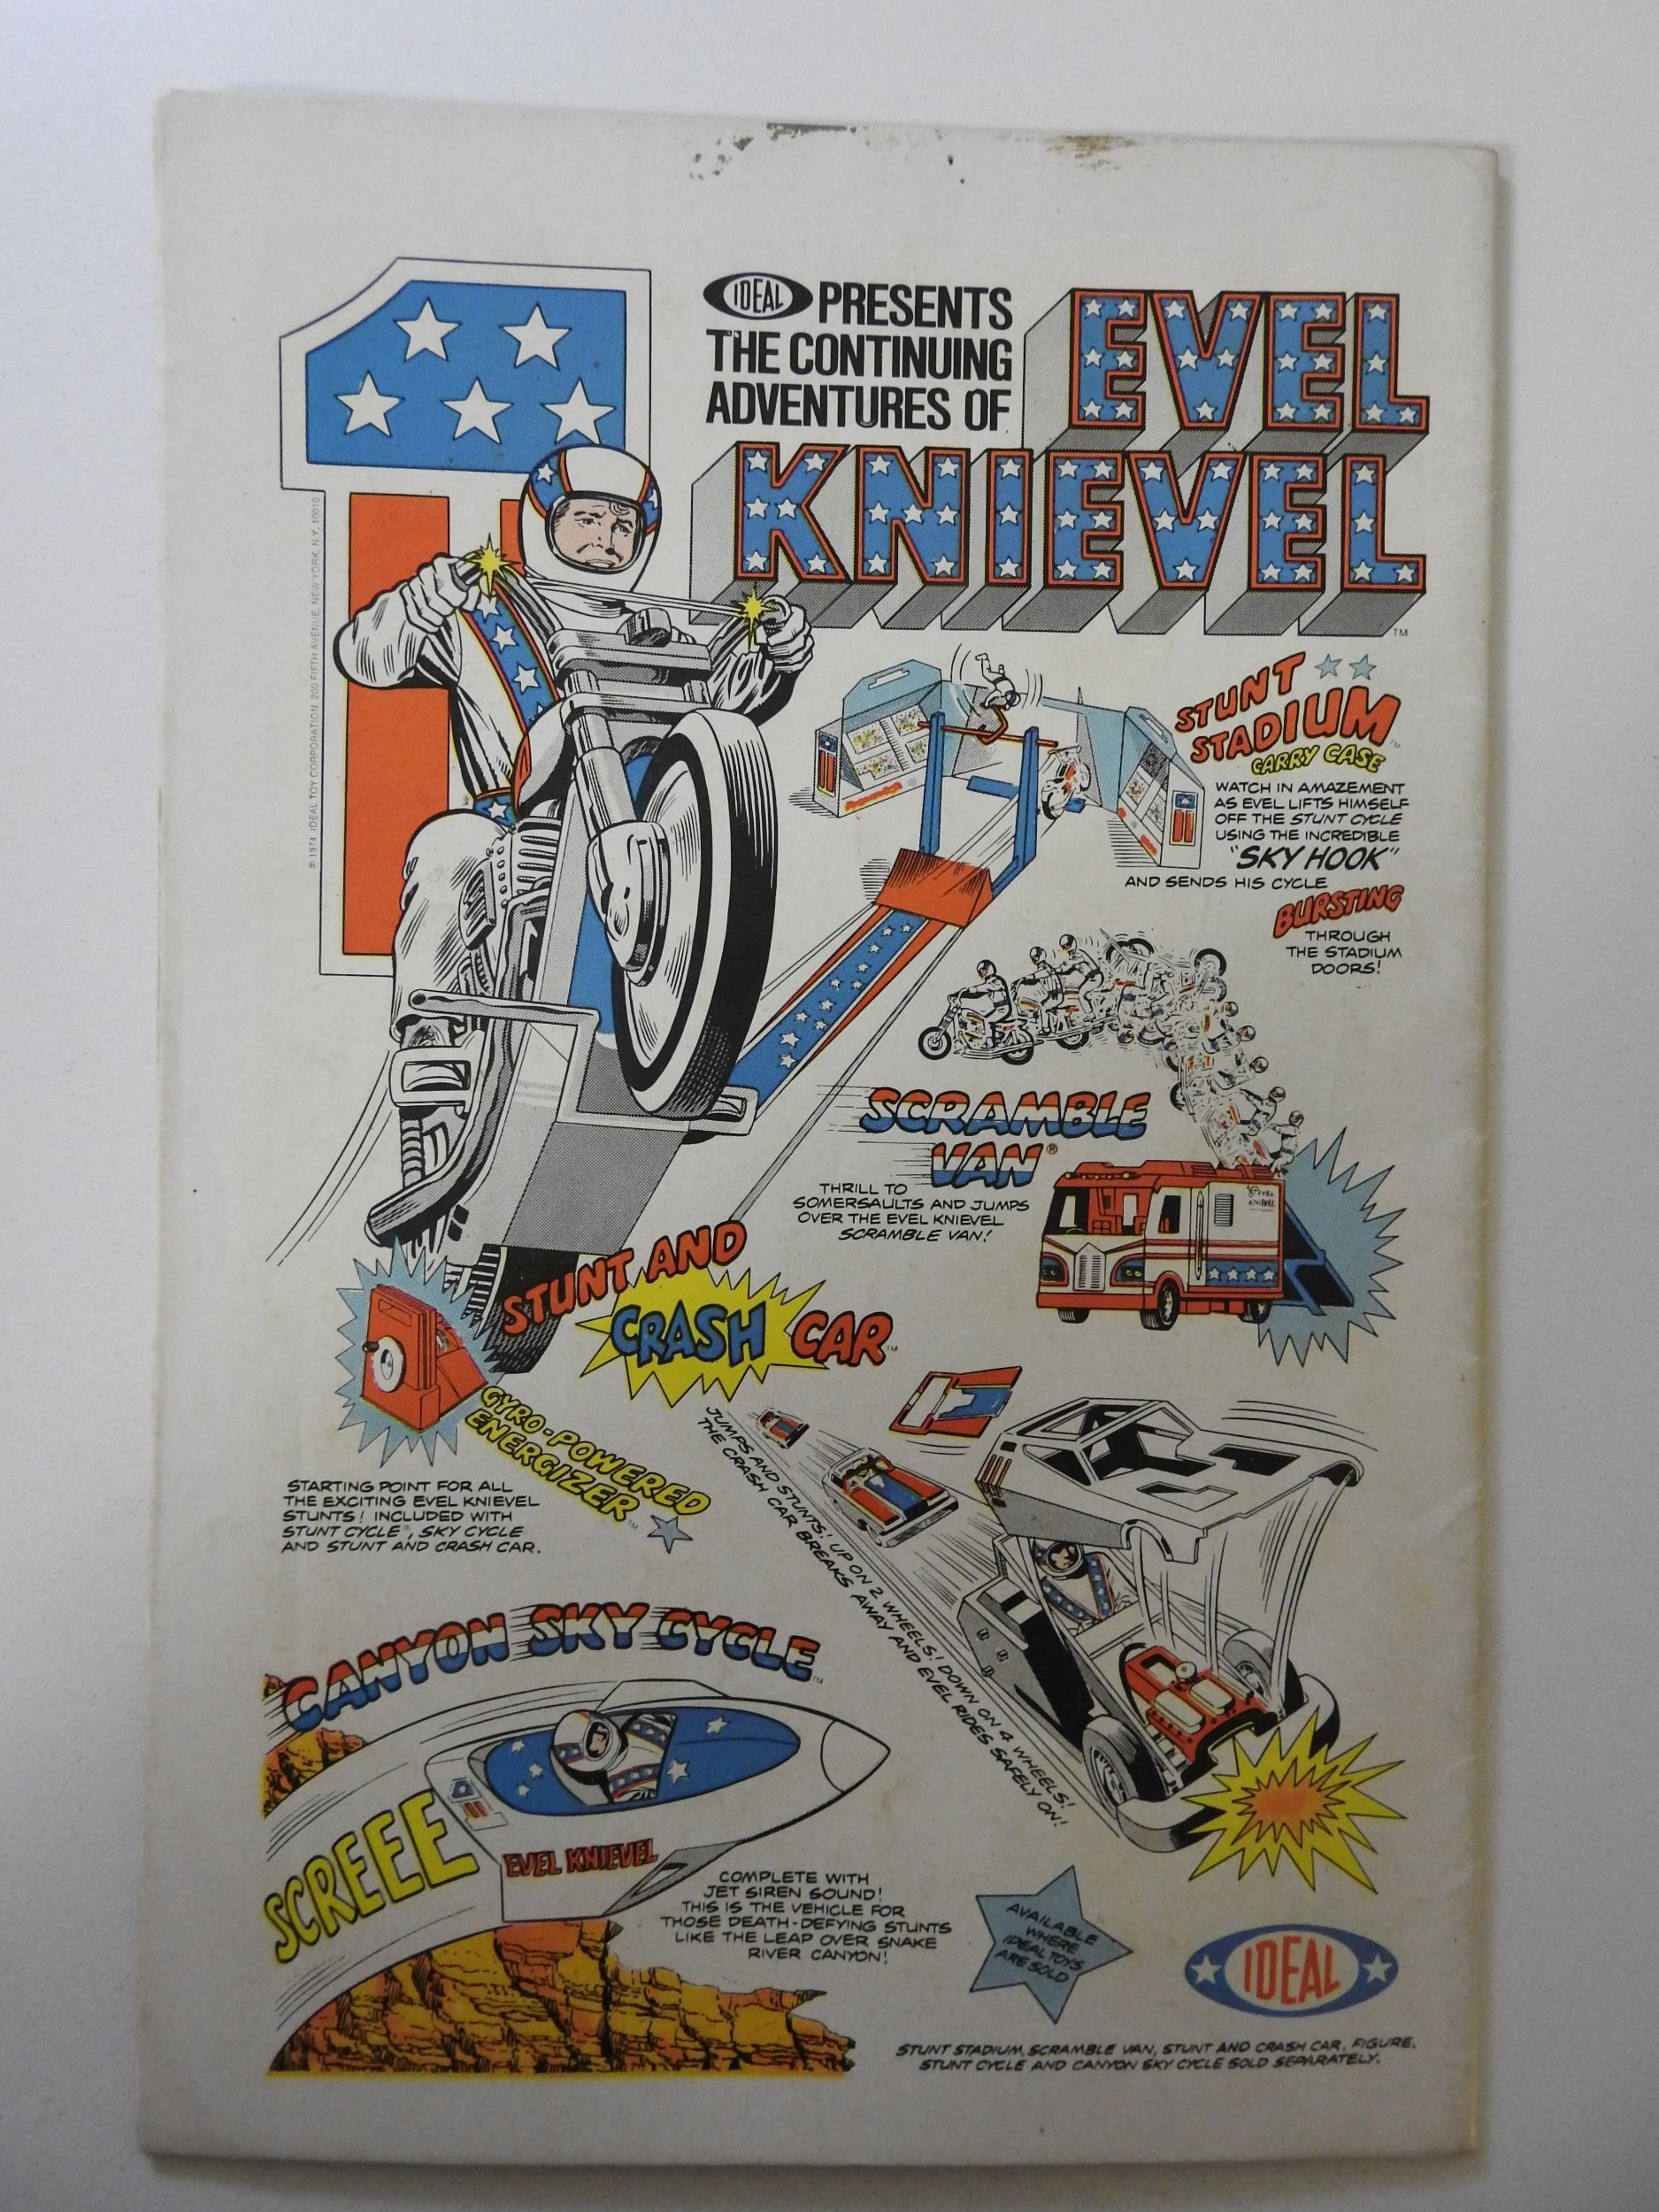 IDEAL PRESENTS
THE CONTINUING
ADVENTURES OF
EVEL
KNIEVEL
™
© 1974 IDEAL TOY CORPORATION, 200 FIFTH AVENUE, NEW YORK, N.Y. 10010
STUNT
STADIUM™
CARRY CASE
WATCH IN AMAZEMENT
AS EVEL LIFTS HIMSELF
OFF THE STUNT CYCLE
USING THE INCREDIBLE
"SKY HOOK"
AND SENDS HIS CYCLE
BURSTING
THROUGH
THE STADIUM
DOORS!
SCRAMBLE
VAN®
THRILL TO
SOMERSAULTS AND JUMPS
OVER THE EVEL KNIEVEL
SCRAMBLE VAN!
EVEL
KNIEVEL
STUNT AND
CRASH CAR™
JUMPS AND STUNTS! UP ON 2 WHEELS! DOWN ON 4 WHEELS!
THE CRASH CAR BREAKS AWAY AND EVEL RIDES SAFELY ON!
GYRO-POWERED
ENERGIZER™
STARTING POINT FOR ALL
THE EXCITING EVEL KNIEVEL
STUNTS! INCLUDED WITH
STUNT CYCLE®, SKY CYCLE
AND STUNT AND CRASH CAR.
CANYON SKY CYCLE™
SCREEE
EVEL KNIEVEL
COMPLETE WITH
JET SIREN SOUND!
THIS IS THE VEHICLE FOR
THOSE DEATH-DEFYING STUNTS
LIKE THE LEAP OVER SNAKE
RIVER CANYON!
AVAILABLE
WHERE
IDEAL TOYS
ARE SOLD
IDEAL
STUNT STADIUM, SCRAMBLE VAN, STUNT AND CRASH CAR, FIGURE,
STUNT CYCLE AND CANYON SKY CYCLE SOLD SEPARATELY.